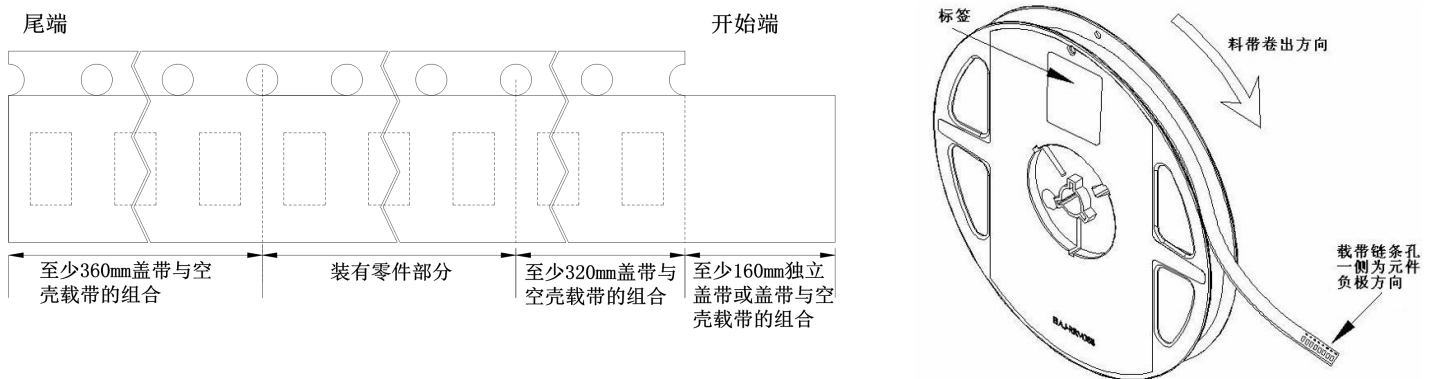 尾端
开始端
至少360mm盖带与空
壳载带的组合
装有零件部分
至少320mm盖带与
空壳载带的组合
至少160mm独立
盖带或盖带与空
壳载带的组合
标签
料带卷出方向
载带链条孔
一侧为元件
负极方向